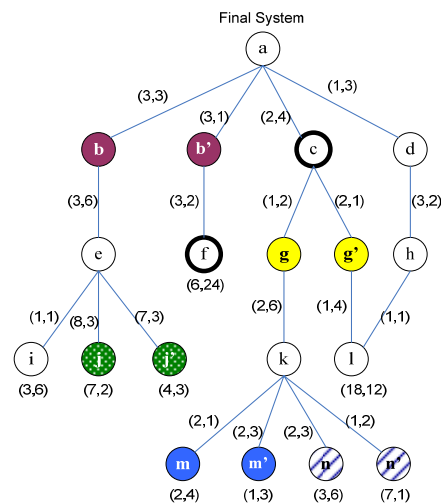 Final System
a
(3,3) (3,1) (2,4) (1,3)
b b’ c d
(3,6) (3,2) (1,2) (2,1) (3,2)
e f g g’ h
(6,24)
(1,1) (8,3) (7,3) (2,6) (1,4) (1,1)
i j j’ k l
(3,6) (7,2) (4,3) (18,12)
(2,1) (2,3) (2,3) (1,2)
m m’ n n’
(2,4) (1,3) (3,6) (7,1)